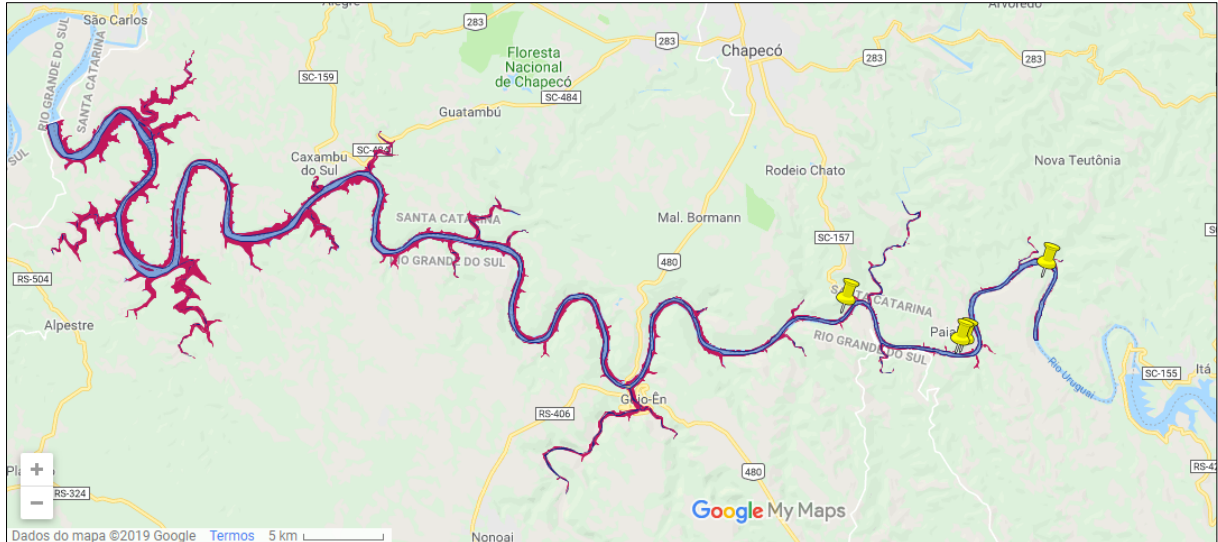 São Carlos
Alegre
283
Arvoredo
RIO GRANDE DO SUL
SANTA CATARINA
SC-159
Floresta
Nacional
de Chapecó
283
Chapecó
283
283
SC-484
Guatambú
SUL
Caxambu
do Sul
SC-484
Rodeio Chato
Nova Teutônia
SANTA CATARINA
Mal. Bormann
SC-157
RIO GRANDE DO SUL
480
RS-504
SANTA CATARINA
Alpestre
RIO GRANDE DO SUL
Rio Uruguai
SC-155
Itá
Goio-Ên
RS-406
480
RS-324
+
−
Google My Maps
Dados do mapa ©2019 Google Termos 5 km
Nonoai